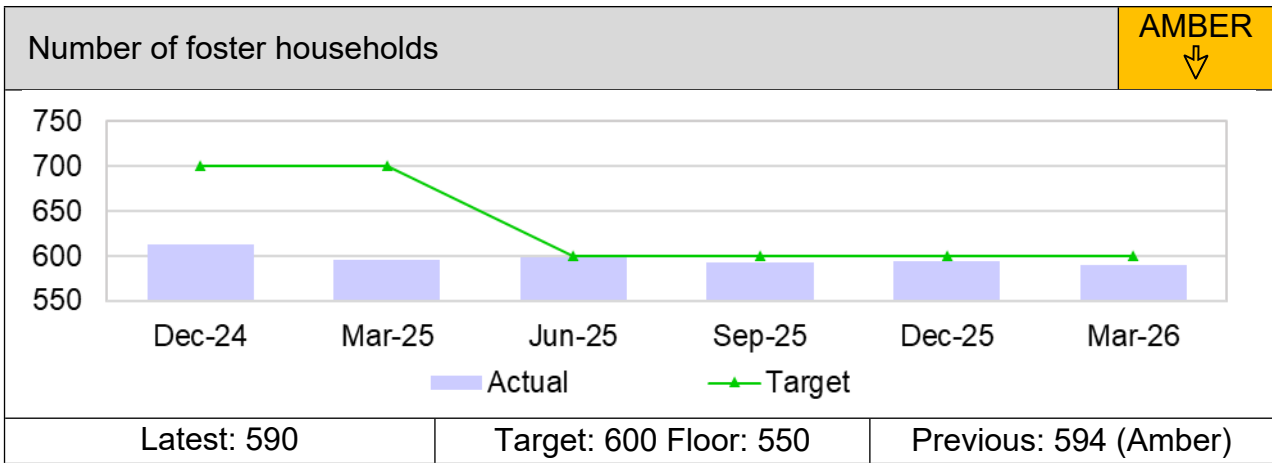 Number of foster households
AMBER
750
700
650
600
550
Dec-24 Mar-25 Jun-25 Sep-25 Dec-25 Mar-26
Actual Target
Latest: 590 Target: 600 Floor: 550 Previous: 594 (Amber)